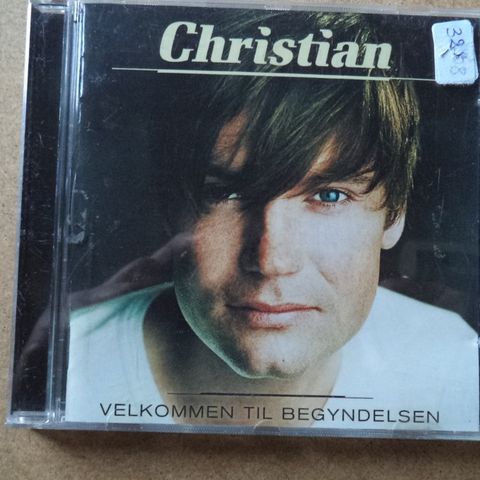 Christian
VELKOMMEN TIL BEGYNDELSEN